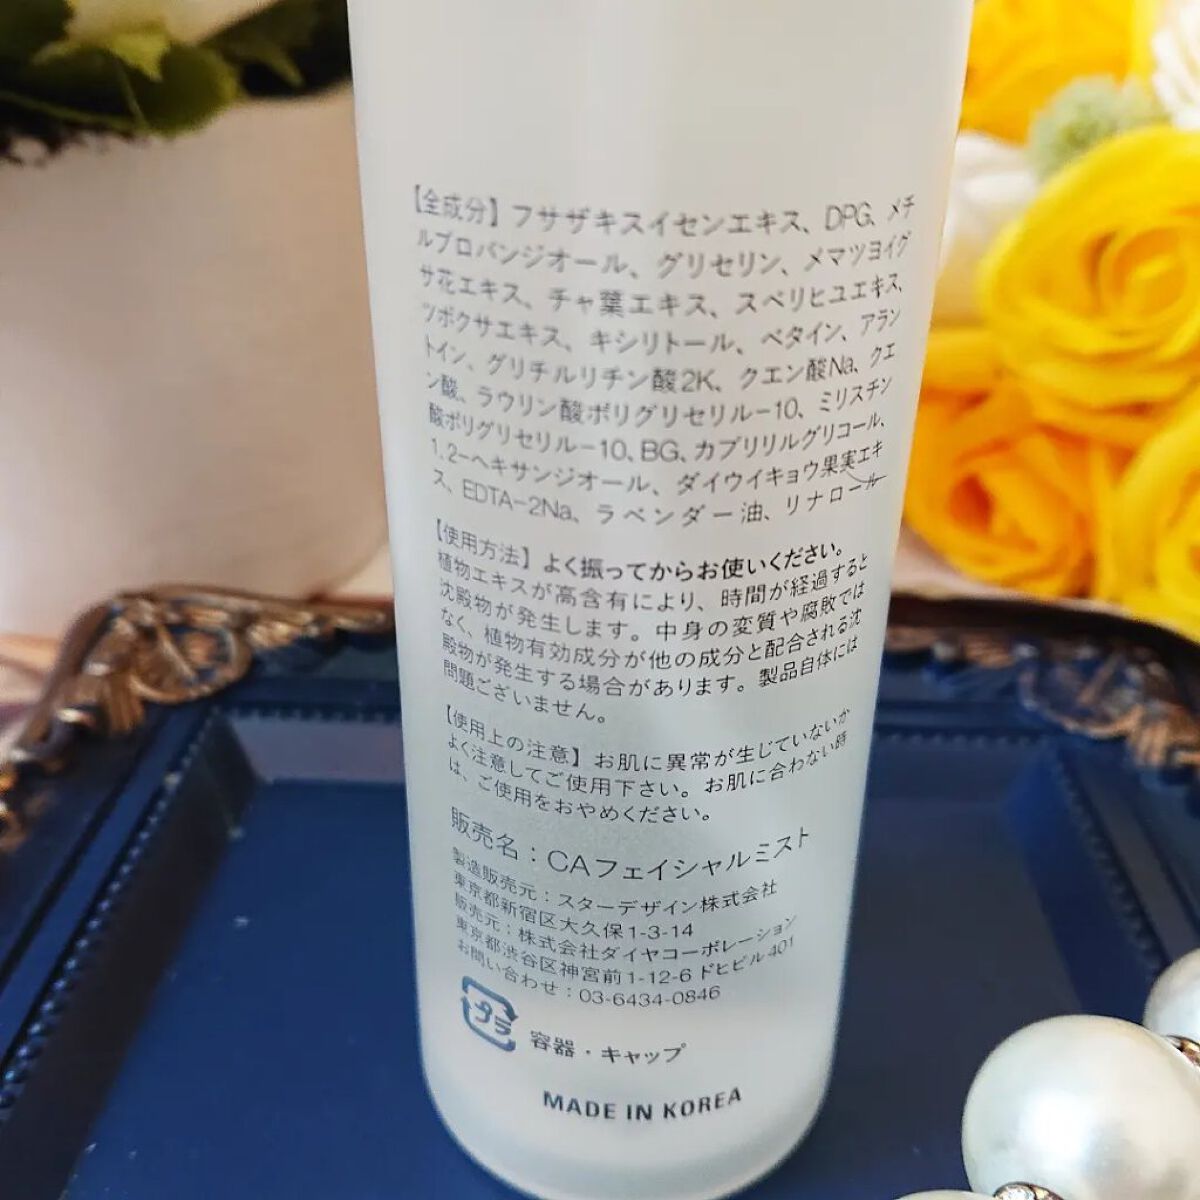 【全成分】フサザキスイセンエキス、DPG、メチ
ルプロパンジオール、グリセリン、メマツヨイグ
サ花エキス、チャ葉エキス、スベリヒユエキス、
ツボクサエキス、キシリトール、ベタイン、アラン
トイン、グリチルリチン酸2K、クエン酸Na、クエ
ン酸、ラウリン酸ポリグリセリル-10、ミリスチン
酸ポリグリセリル-10、BG、カプリリルグリコール、
1,2-ヘキサンジオール、ダイウイキョウ果実エキ
ス、EDTA-2Na、ラベンダー油、リナロール
【使用方法】よく振ってからお使いください。
植物エキスが高含有により、時間が経過すると
沈殿物が発生します。中身の変質や腐敗では
なく、植物有効成分が他の成分と配合される沈
殿物が発生する場合があります。製品自体には
問題ございません。
【使用上の注意】お肌に異常が生じていないか
よく注意してご使用下さい。お肌に合わない時
は、ご使用をおやめください。
販売名：CAフェイシャルミスト
製造販売元：スターデザイン株式会社
東京都新宿区大久保1-3-14
販売元：株式会社ダイヤコーポレーション
東京都渋谷区神宮前1-12-6 ドヒビル401
お問い合わせ：03-6434-0846
プラ
容器・キャップ
MADE IN KOREA